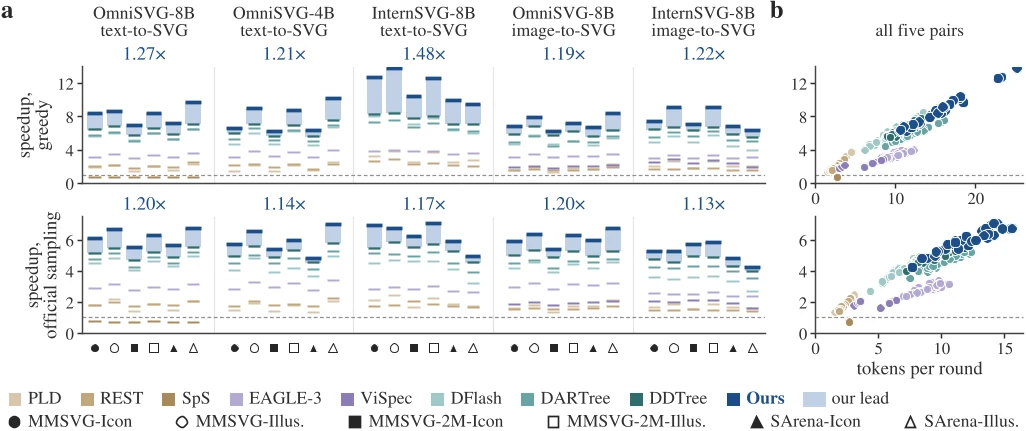 a
OmniSVG-8B
text-to-SVG
OmniSVG-4B
text-to-SVG
InternSVG-8B
text-to-SVG
OmniSVG-8B
image-to-SVG
InternSVG-8B
image-to-SVG
b
all five pairs
1.27×
1.21×
1.48×
1.19×
1.22×
speedup,
greedy
12
8
4
0
12
8
4
0
0
10
20
1.20×
1.14×
1.17×
1.20×
1.13×
speedup,
official sampling
6
4
2
0
6
4
2
0
0
5
10
15
tokens per round
PLD
REST
SpS
EAGLE-3
ViSpec
DFlash
DARTree
DDTree
Ours
our lead
MMSVG-Icon
MMSVG-Illus.
MMSVG-2M-Icon
MMSVG-2M-Illus.
SArena-Icon
SArena-Illus.